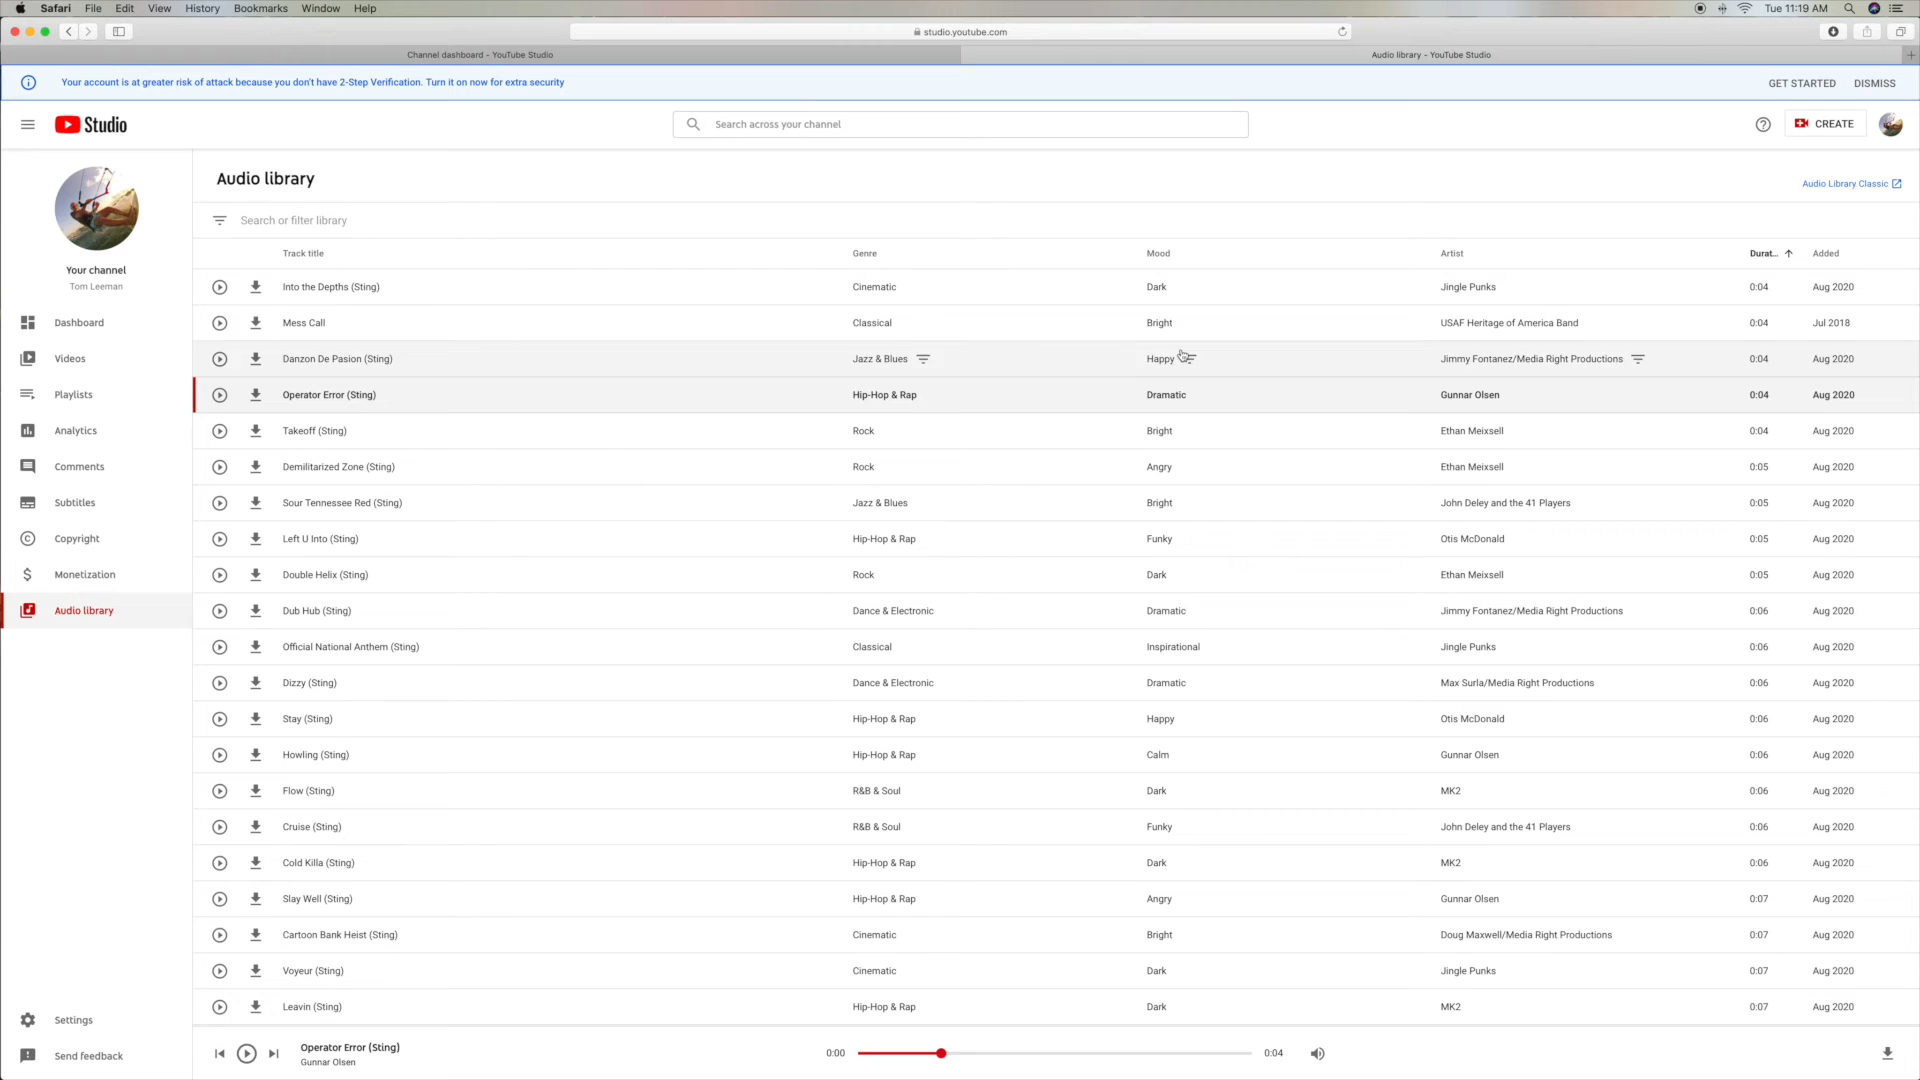 Safari File Edit View History Bookmarks Window Help Tue 11:19 AM
studio.youtube.com
Channel dashboard - YouTube Studio Audio library - YouTube Studio
Your account is at greater risk of attack because you don't have 2-Step Verification. Turn it on now for extra security GET STARTED DISMISS
Studio Search across your channel CREATE
Your channel
Tom Leeman
Dashboard
Videos
Playlists
Analytics
Comments
Subtitles
Copyright
Monetization
Audio library
Settings
Send feedback
Audio library
Audio Library Classic
Search or filter library
Track title Genre Mood Artist Durat... Added
Into the Depths (Sting) Cinematic Dark Jingle Punks 0:04 Aug 2020
Mess Call Classical Bright USAF Heritage of America Band 0:04 Jul 2018
Danzon De Pasion (Sting) Jazz & Blues Happy Jimmy Fontanez/Media Right Productions 0:04 Aug 2020
Operator Error (Sting) Hip-Hop & Rap Dramatic Gunnar Olsen 0:04 Aug 2020
Takeoff (Sting) Rock Bright Ethan Meixsell 0:04 Aug 2020
Demilitarized Zone (Sting) Rock Angry Ethan Meixsell 0:05 Aug 2020
Sour Tennessee Red (Sting) Jazz & Blues Bright John Deley and the 41 Players 0:05 Aug 2020
Left U Into (Sting) Hip-Hop & Rap Funky Otis McDonald 0:05 Aug 2020
Double Helix (Sting) Rock Dark Ethan Meixsell 0:05 Aug 2020
Dub Hub (Sting) Dance & Electronic Dramatic Jimmy Fontanez/Media Right Productions 0:06 Aug 2020
Official National Anthem (Sting) Classical Inspirational Jingle Punks 0:06 Aug 2020
Dizzy (Sting) Dance & Electronic Dramatic Max Surla/Media Right Productions 0:06 Aug 2020
Stay (Sting) Hip-Hop & Rap Happy Otis McDonald 0:06 Aug 2020
Howling (Sting) Hip-Hop & Rap Calm Gunnar Olsen 0:06 Aug 2020
Flow (Sting) R&B & Soul Dark MK2 0:06 Aug 2020
Cruise (Sting) R&B & Soul Funky John Deley and the 41 Players 0:06 Aug 2020
Cold Killa (Sting) Hip-Hop & Rap Dark MK2 0:06 Aug 2020
Slay Well (Sting) Hip-Hop & Rap Angry Gunnar Olsen 0:07 Aug 2020
Cartoon Bank Heist (Sting) Cinematic Bright Doug Maxwell/Media Right Productions 0:07 Aug 2020
Voyeur (Sting) Cinematic Dark Jingle Punks 0:07 Aug 2020
Leavin (Sting) Hip-Hop & Rap Dark MK2 0:07 Aug 2020
Operator Error (Sting)
Gunnar Olsen
0:00 0:04